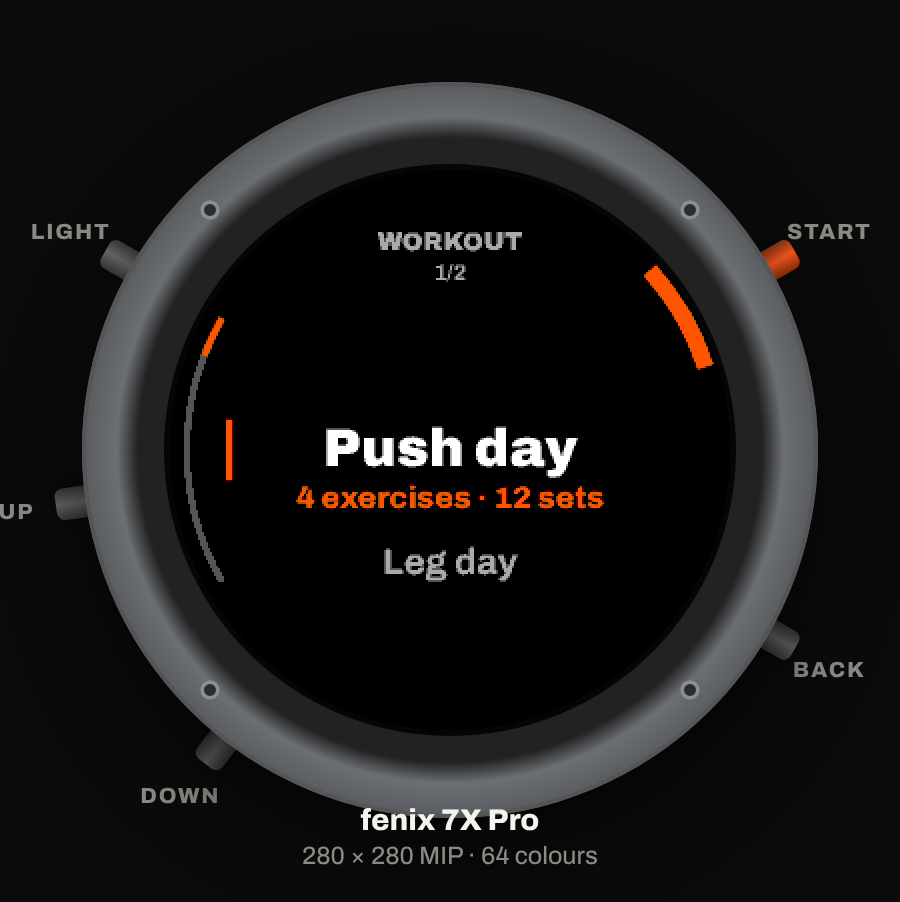 LIGHT
START
WORKOUT
1/2
Push day
4 exercises · 12 sets
UP
Leg day
BACK
DOWN
fenix 7X Pro
280 × 280 MIP · 64 colours